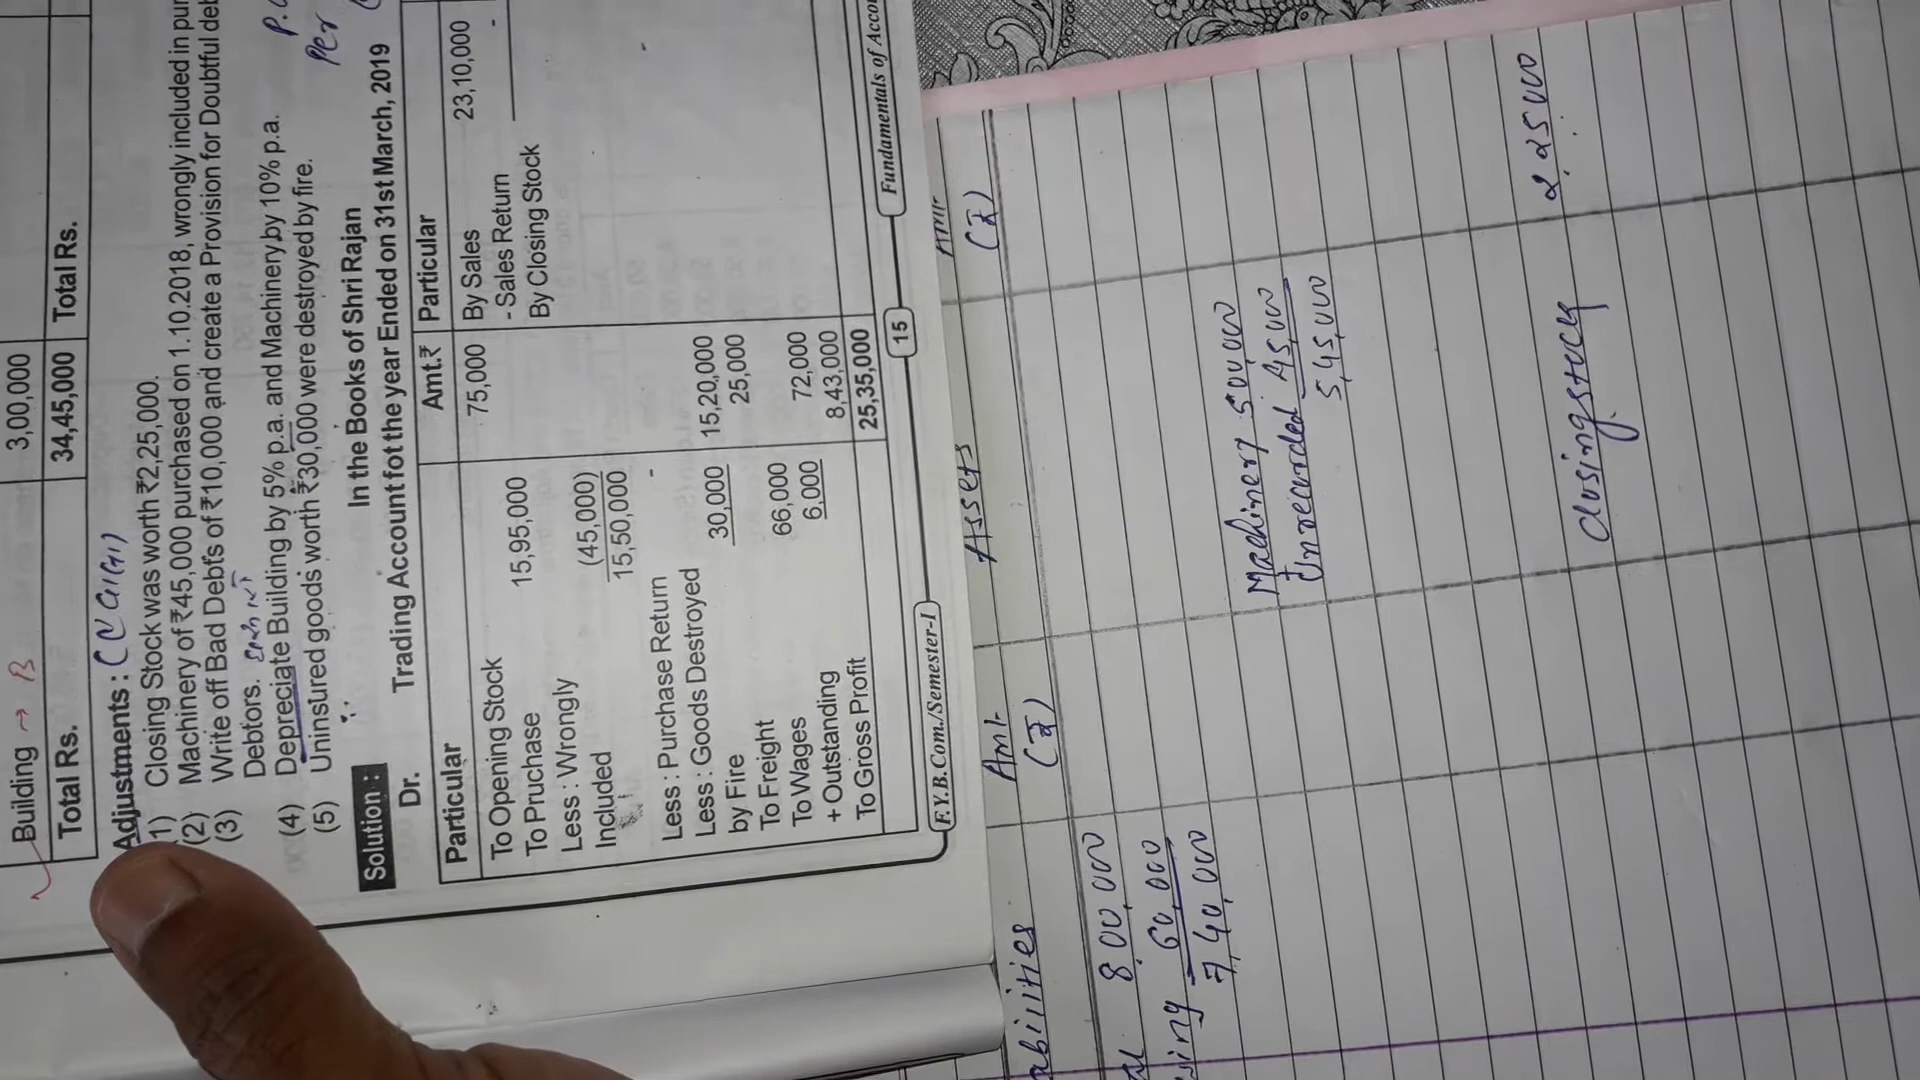 Building → B 3,00,000
Total Rs. 34,45,000 Total Rs.
Adjustments :
(1) Closing Stock was worth ₹2,25,000.
(2) Machinery of ₹45,000 purchased on 1.10.2018, wrongly included in pur
(3) Write off Bad Debts of ₹10,000 and create a Provision for Doubtful deb
Debtors.
(4) Depreciate Building by 5% p.a. and Machinery by 10% p.a.
(5) Uninsured goods worth ₹30,000 were destroyed by fire.
Per
Solution : In the Books of Shri Rajan
Dr. Trading Account fot the year Ended on 31st March, 2019
Particular Amt.₹ Particular
To Opening Stock 75,000 By Sales 23,10,000
To Pruchase 15,95,000 - Sales Return -
Less : Wrongly By Closing Stock
Included (45,000)
15,50,000
Less : Purchase Return -
Less : Goods Destroyed
by Fire 30,000 15,20,000
To Freight 25,000
To Wages 66,000
+ Outstanding 6,000 72,000
To Gross Profit 8,43,000
25,35,000
F.Y.B.Com./Semester-I 15 Fundamentals of Accou
abilities Amt (₹) Assets (₹)
8,00,000
60,000
7,40,000
Machinery 500,000
Unrecorded 45,000
5,45,000
closing stock 2,25000